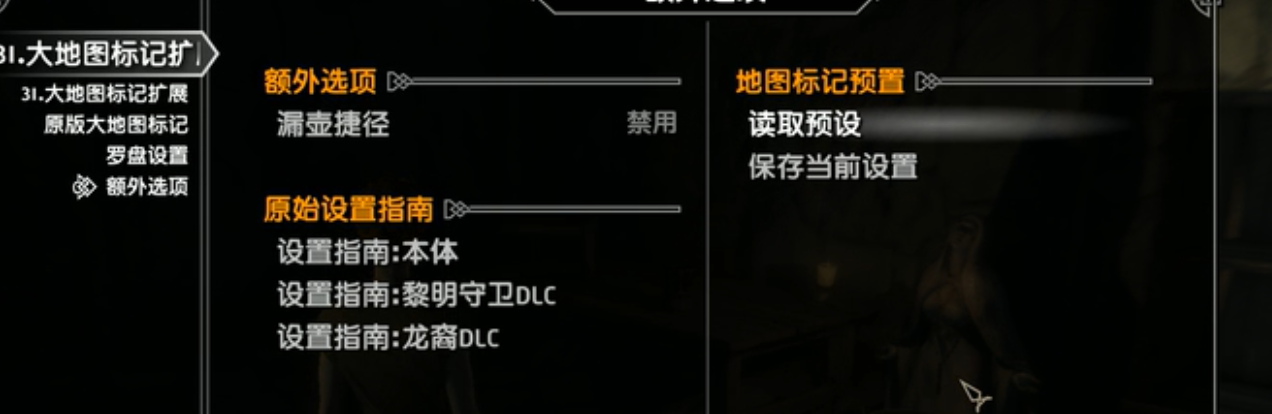 31.大地图标记扩
31.大地图标记扩展
原版大地图标记
罗盘设置
额外选项
额外选项
漏壶捷径 禁用
原始设置指南
设置指南:本体
设置指南:黎明守卫DLC
设置指南:龙裔DLC
地图标记预置
读取预设
保存当前设置